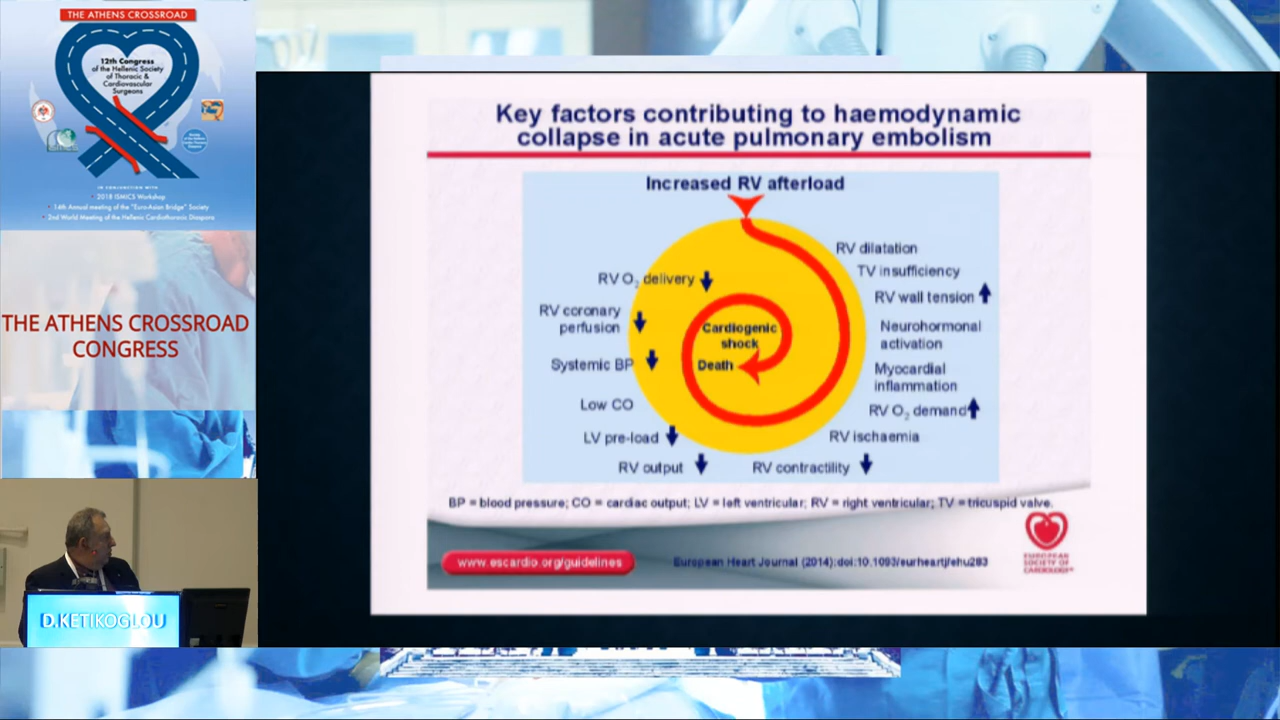 THE ATHENS CROSSROAD
12th Congress
of the Hellenic Society
of Thoracic &
Cardiovascular
Surgeons
IN CONJUNCTION WITH
• 2018 ISMICS Workshop
• 14th Annual meeting of the "Euro-Asian Bridge" Society
• 2nd World Meeting of the Hellenic Cardiothoracic Diaspora
THE ATHENS CROSSROAD
CONGRESS
D.KETIKOGLOU
Key factors contributing to haemodynamic
collapse in acute pulmonary embolism
Increased RV afterload
RV dilatation
TV insufficiency
RV wall tension
Neurohormonal
activation
Myocardial
inflammation
RV O₂ demand
RV ischaemia
RV contractility
RV output
LV pre-load
Low CO
Systemic BP
RV coronary
perfusion
RV O₂ delivery
Cardiogenic
shock
Death
BP = blood pressure; CO = cardiac output; LV = left ventricular; RV = right ventricular; TV = tricuspid valve.
www.escardio.org/guidelines
European Heart Journal (2014):doi:10.1093/eurheartj/ehu283
EUROPEAN
SOCIETY OF
CARDIOLOGY®